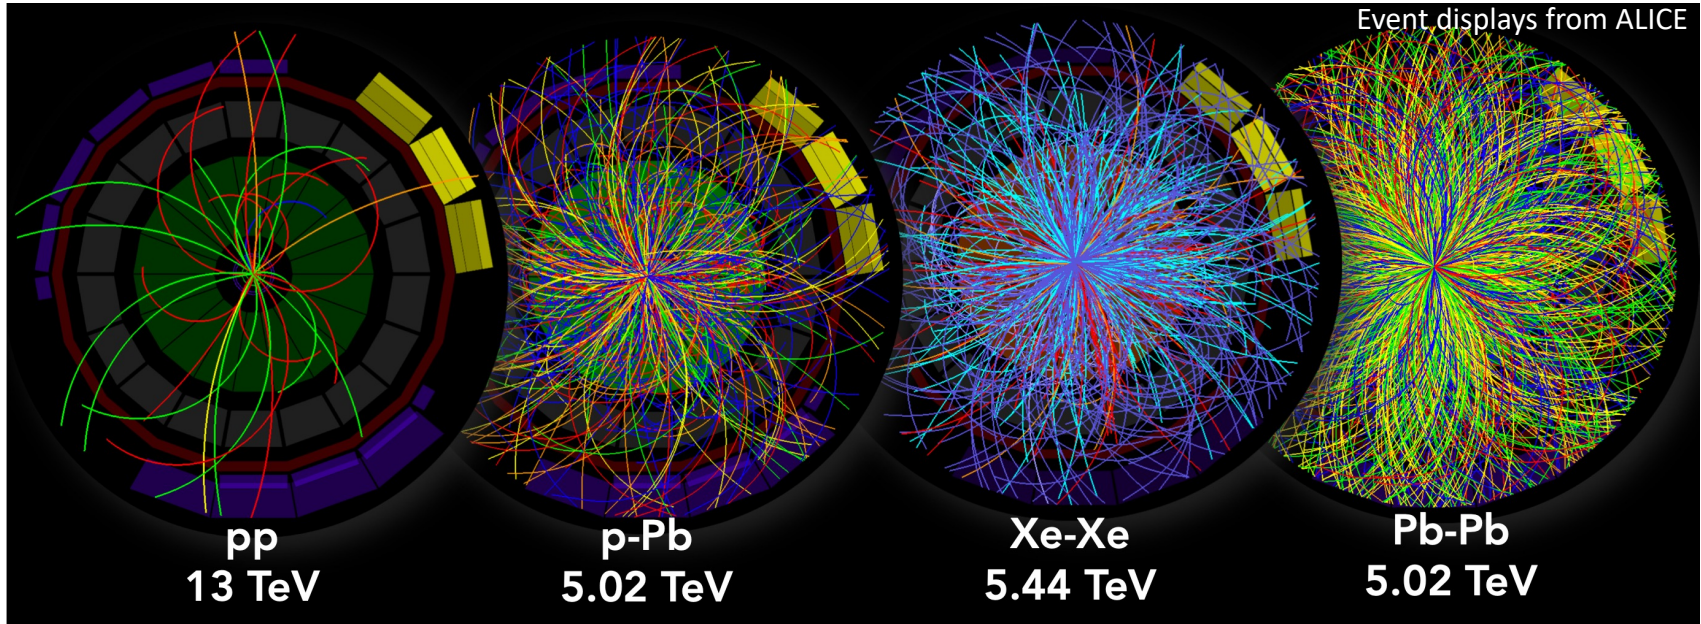 Event displays from ALICE
pp
13 TeV
p-Pb
5.02 TeV
Xe-Xe
5.44 TeV
Pb-Pb
5.02 TeV